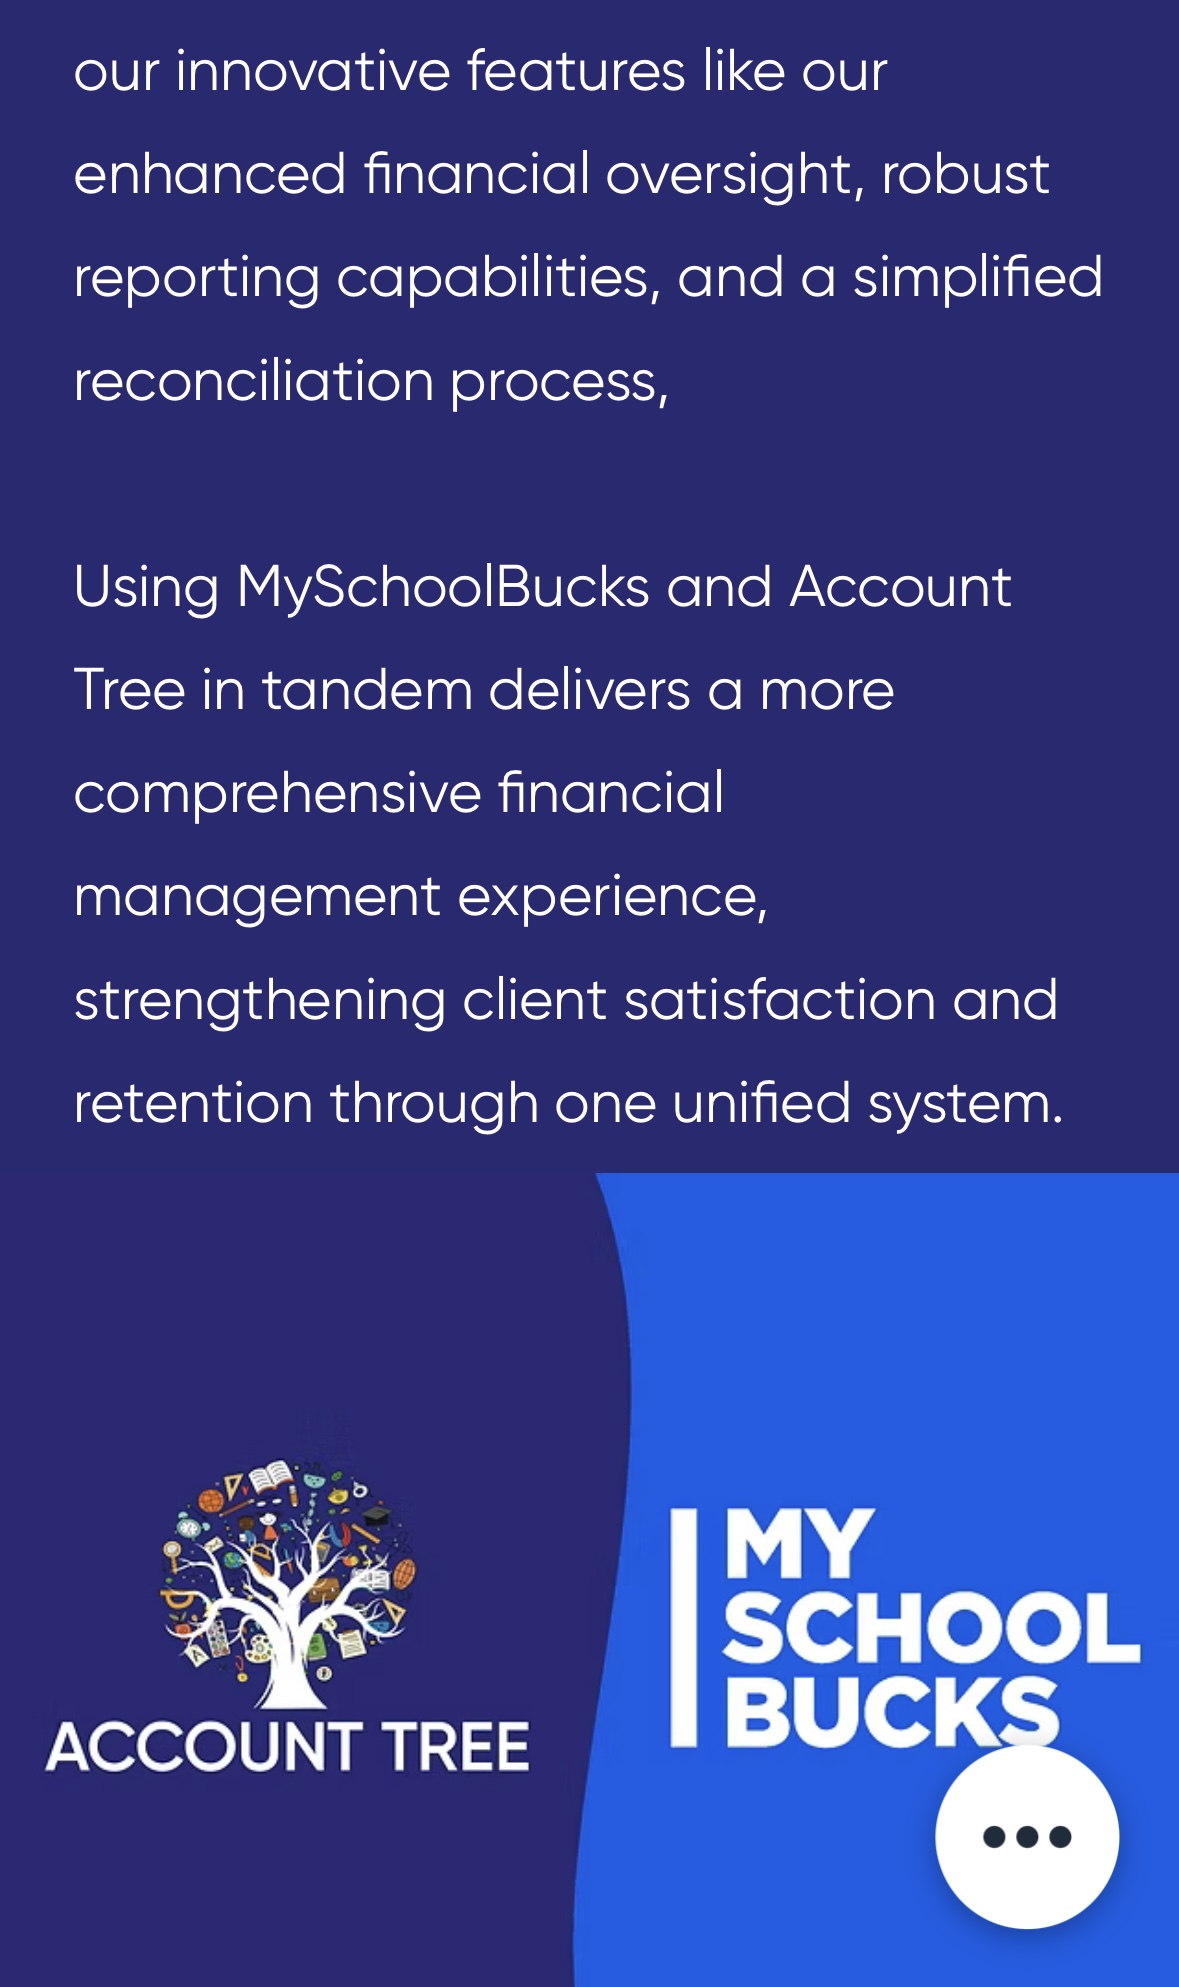 our innovative features like our
enhanced financial oversight, robust
reporting capabilities, and a simplified
reconciliation process,
Using MySchoolBucks and Account
Tree in tandem delivers a more
comprehensive financial
management experience,
strengthening client satisfaction and
retention through one unified system.
ACCOUNT TREE
MY
SCHOOL
BUCKS